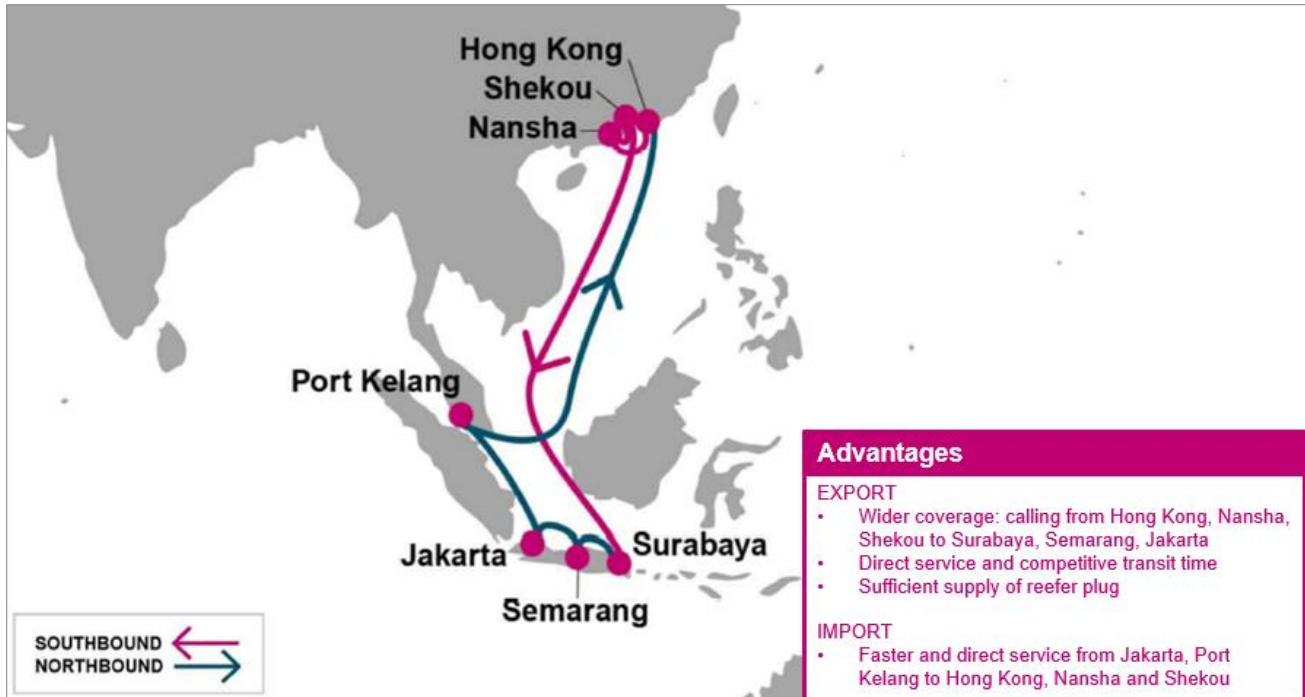 Hong Kong
Shekou
Nansha
Port Kelang
Jakarta
Surabaya
Semarang
SOUTHBOUND
NORTHBOUND
Advantages
EXPORT
• Wider coverage: calling from Hong Kong, Nansha,
Shekou to Surabaya, Semarang, Jakarta
• Direct service and competitive transit time
• Sufficient supply of reefer plug
IMPORT
• Faster and direct service from Jakarta, Port
Kelang to Hong Kong, Nansha and Shekou